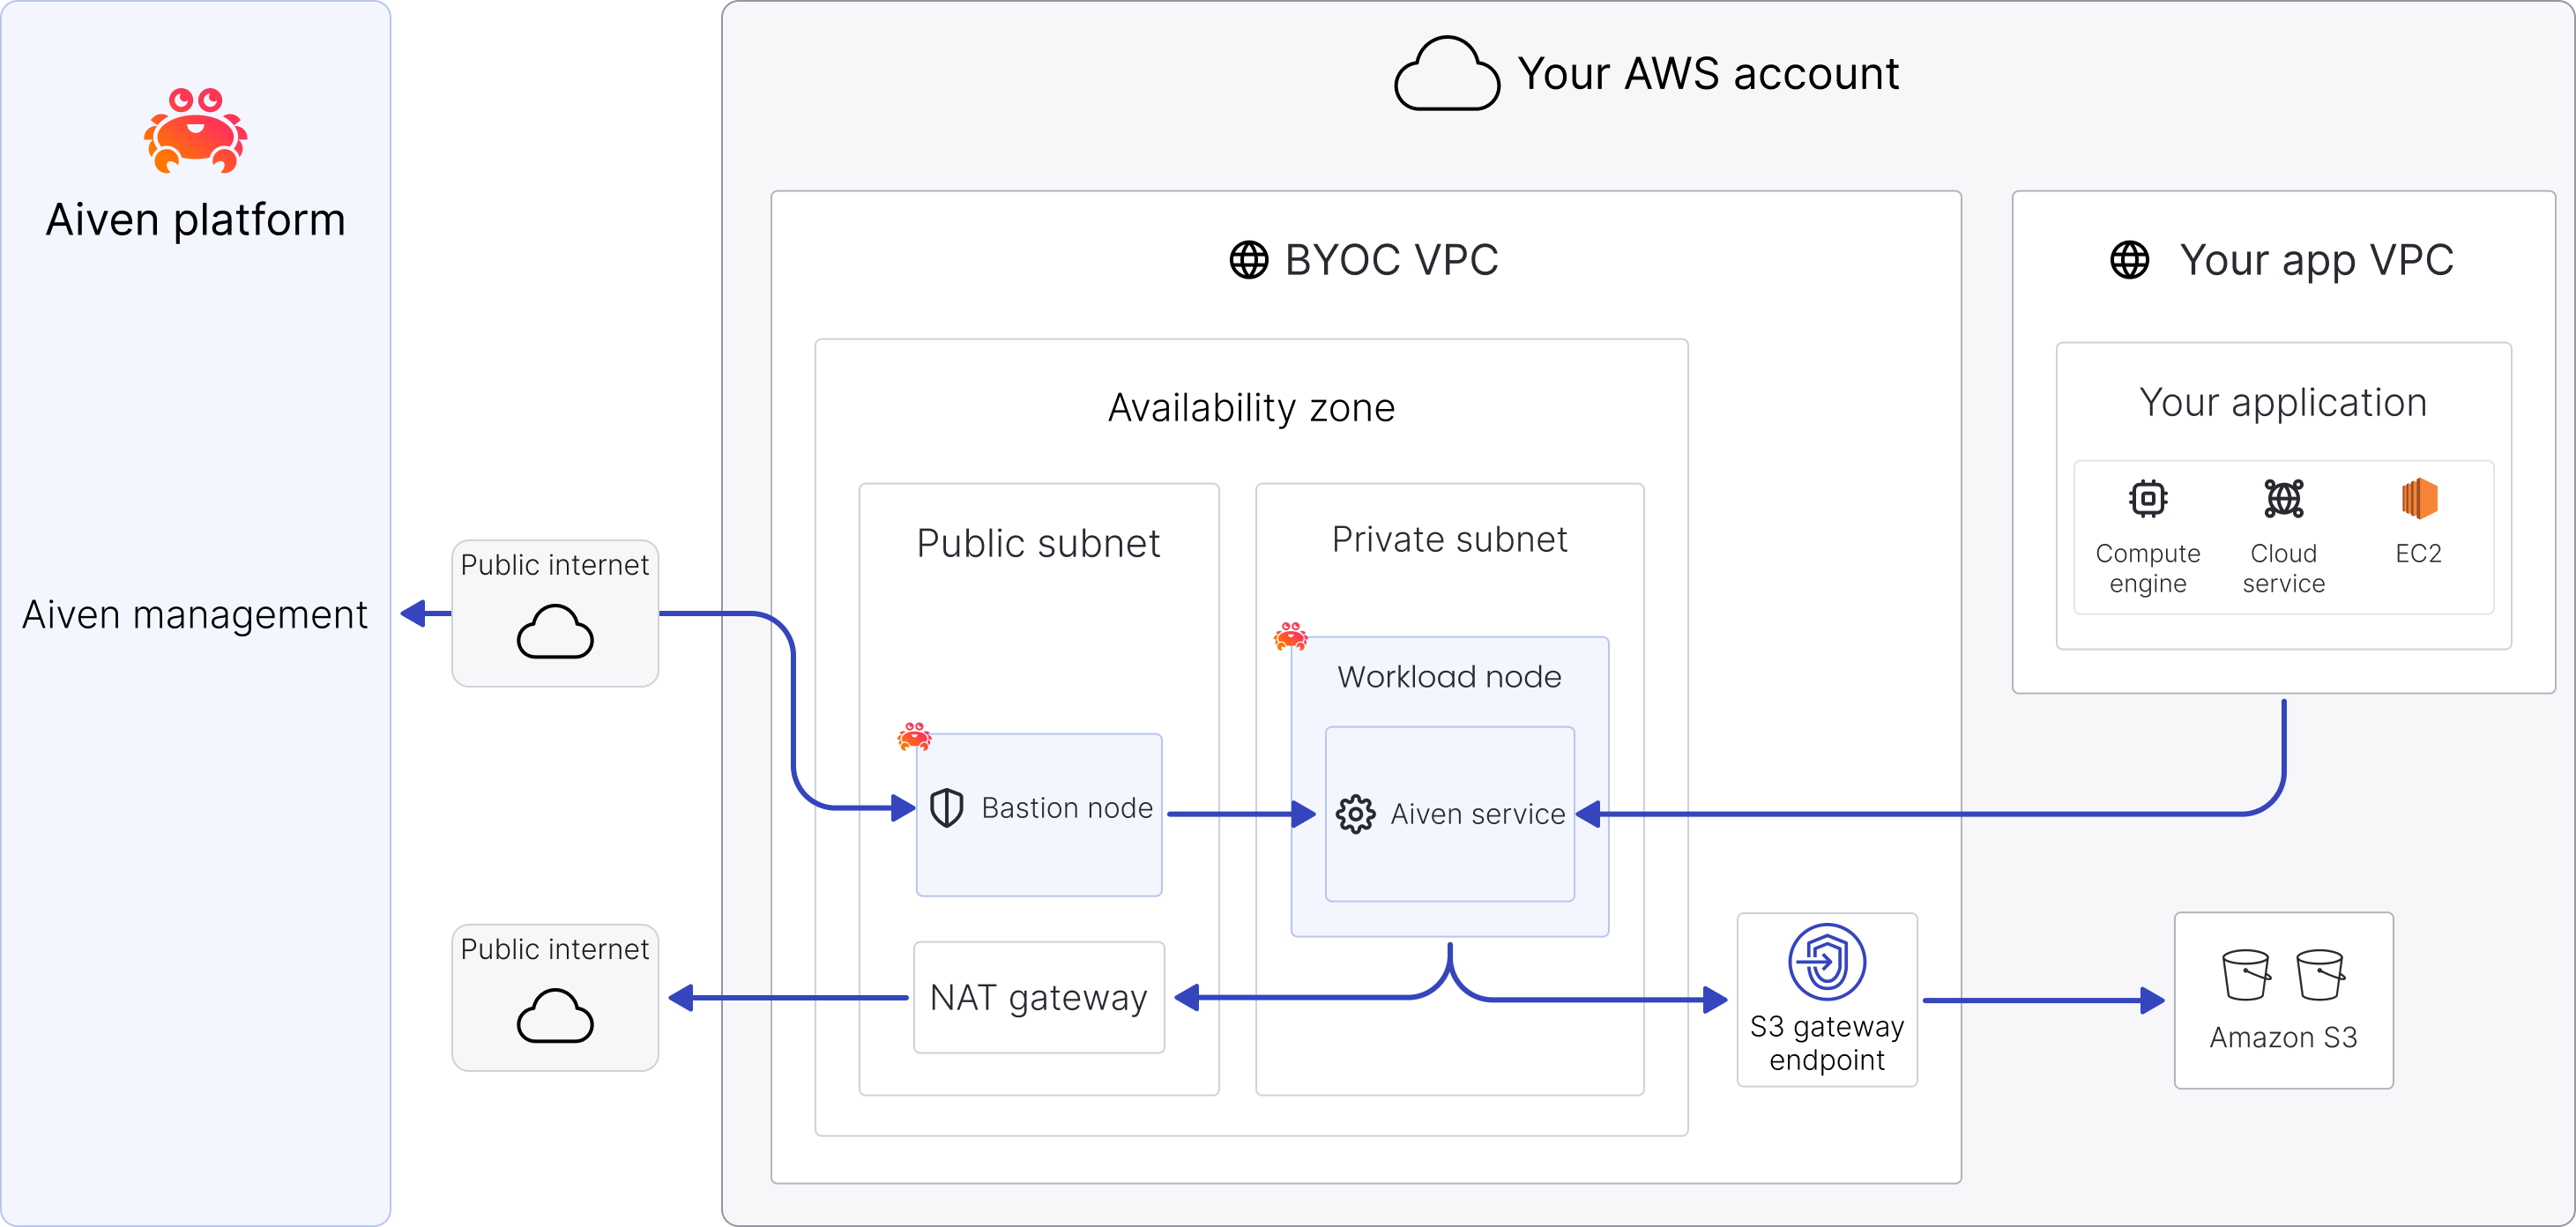 Your AWS account
Aiven platform
BYOC VPC
Your app VPC
Availability zone
Your application
Public subnet
Private subnet
Compute
engine
Cloud
service
EC2
Public internet
Aiven management
Workload node
Bastion node
Aiven service
Public internet
NAT gateway
S3 gateway
endpoint
Amazon S3